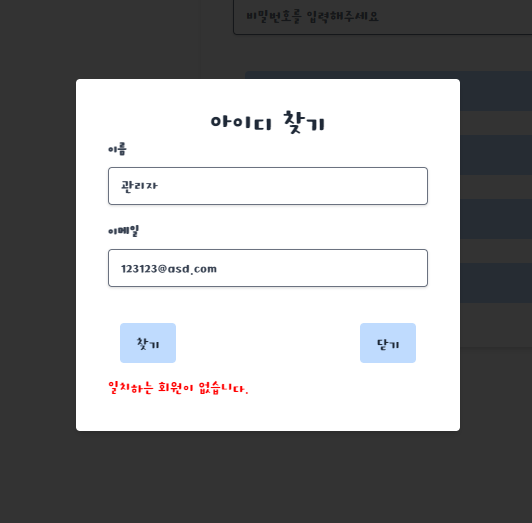 비밀번호를 입력해주세요
아이디 찾기
이름
관리자
이메일
123123@asd.com
찾기 닫기
일치하는 회원이 없습니다.